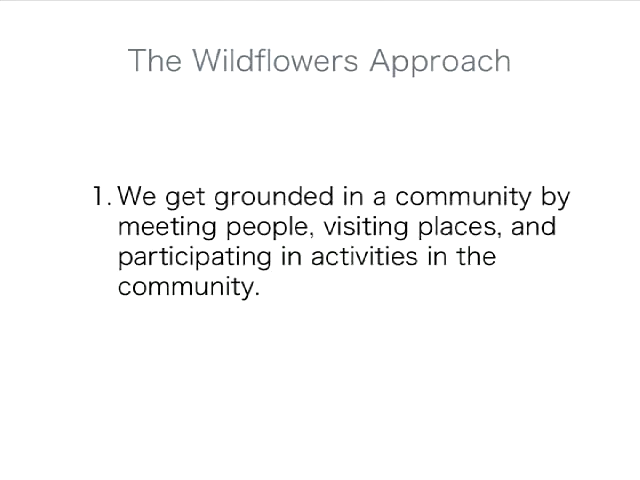 The Wildflowers Approach
1. We get grounded in a community by
meeting people, visiting places, and
participating in activities in the
community.